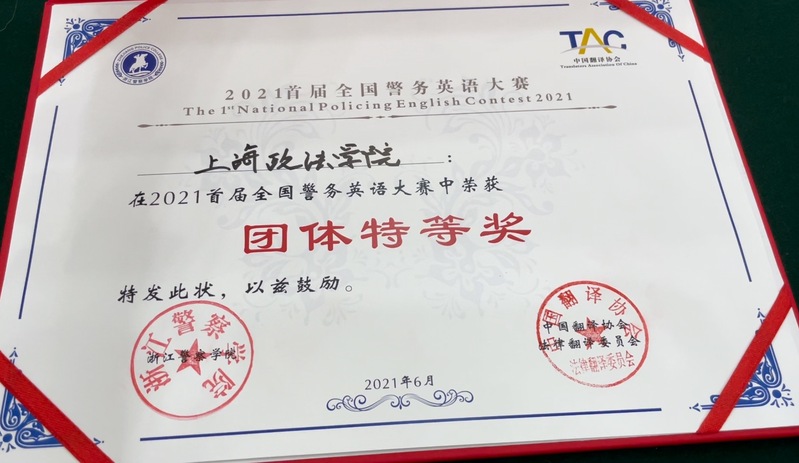 TAC
中国翻译协会
Translators Association Of China
2021首届全国警务英语大赛
The 1st National Policing English Contest 2021
上海政法学院：
在2021首届全国警务英语大赛中荣获
团体特等奖
特发此状，以兹鼓励。
浙江警察学院
浙江警察学院
中国翻译协会
中国翻译协会
法律翻译委员会
法律翻译委员会
2021年6月